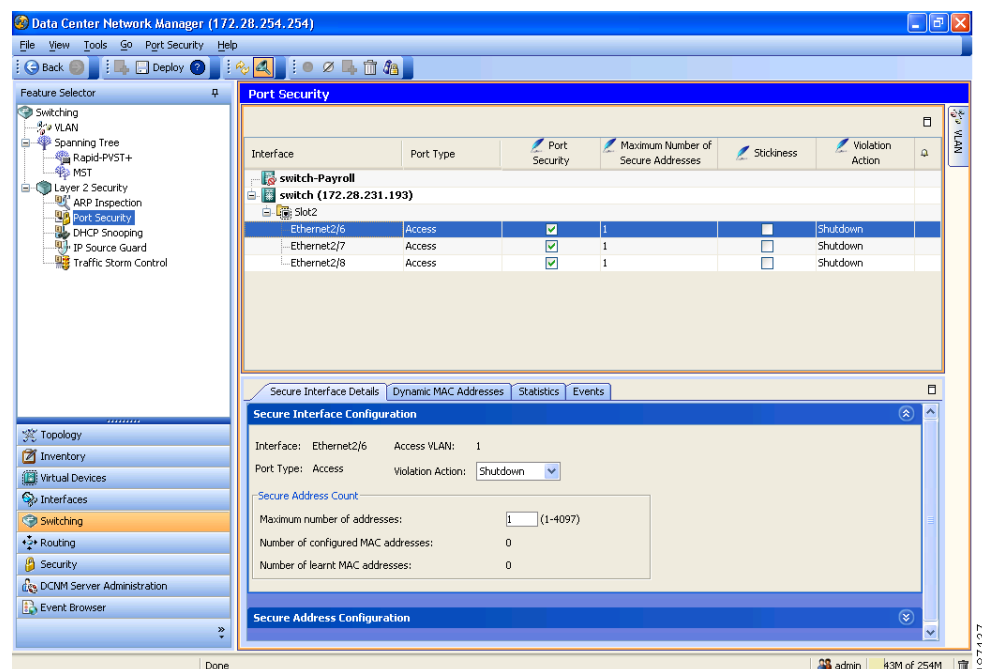 Data Center Network Manager (172.28.254.254)
File View Tools Go Port Security Help
Back Deploy
Feature Selector
Switching
VLAN
Spanning Tree
Rapid-PVST+
MST
Layer 2 Security
ARP Inspection
Port Security
DHCP Snooping
IP Source Guard
Traffic Storm Control
Topology
Inventory
Virtual Devices
Interfaces
Switching
Routing
Security
DCNM Server Administration
Event Browser
Port Security
Interface Port Type Port Security Maximum Number of Secure Addresses Stickiness Violation Action
switch-Payroll
switch (172.28.231.193)
Slot2
Ethernet2/6 Access 1 Shutdown
Ethernet2/7 Access 1 Shutdown
Ethernet2/8 Access 1 Shutdown
VLAN
Secure Interface Details Dynamic MAC Addresses Statistics Events
Secure Interface Configuration
Interface: Ethernet2/6 Access VLAN: 1
Port Type: Access Violation Action: Shutdown
Secure Address Count
Maximum number of addresses: 1 (1-4097)
Number of configured MAC addresses: 0
Number of learnt MAC addresses: 0
Secure Address Configuration
Done admin 43M of 254M